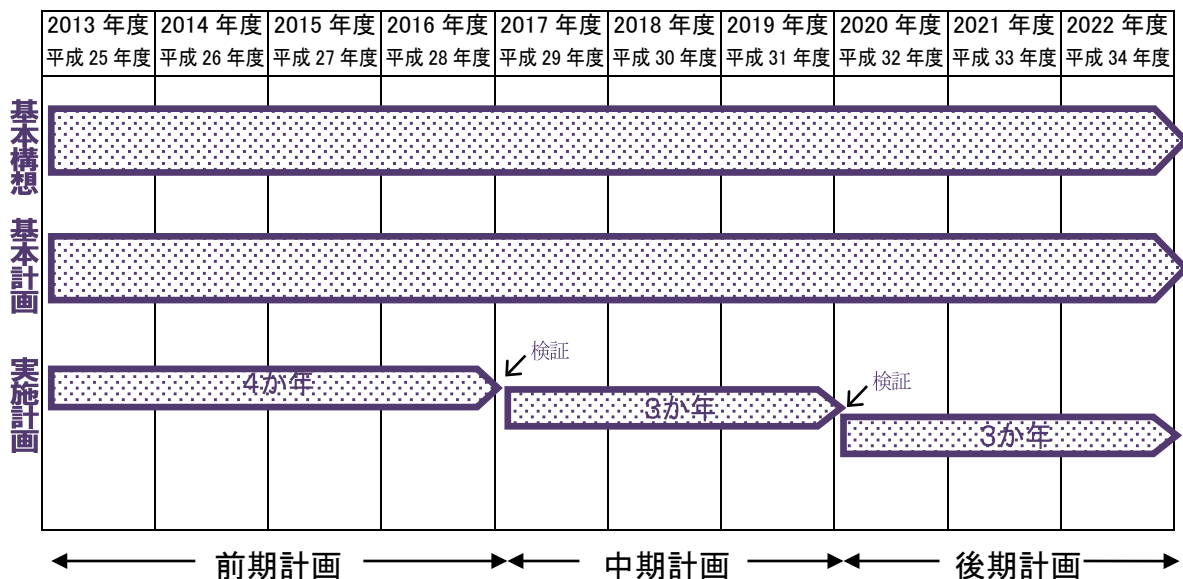 2013 年度 2014 年度 2015 年度 2016 年度 2017 年度 2018 年度 2019 年度 2020 年度 2021 年度 2022 年度
平成 25 年度 平成 26 年度 平成 27 年度 平成 28 年度 平成 29 年度 平成 30 年度 平成 31 年度 平成 32 年度 平成 33 年度 平成 34 年度
基本構想
基本計画
実施計画
4か年
検証
3か年
検証
3か年
前期計画 中期計画 後期計画